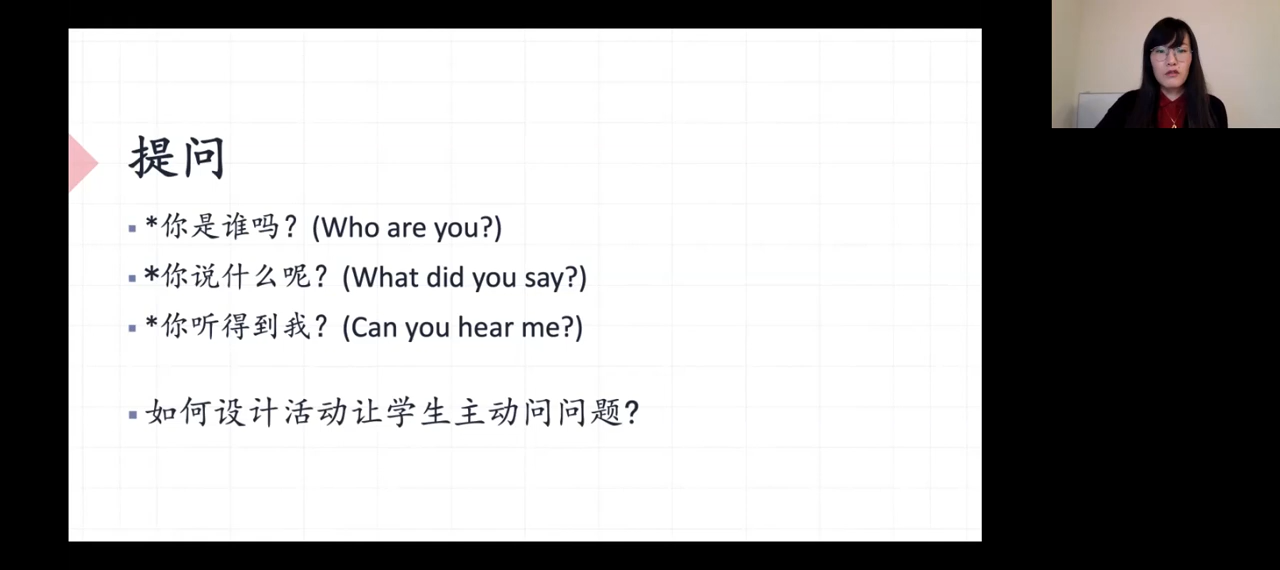 提问
*你是谁吗？(Who are you?)
*你说什么呢？(What did you say?)
*你听得到我？(Can you hear me?)
如何设计活动让学生主动问问题?